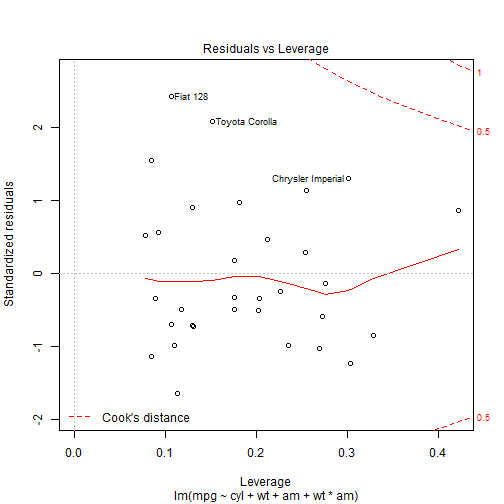 Residuals vs Leverage
1
Fiat 128
2
Toyota Corolla
0.5
Chrysler Imperial
1
0
-1
-2
Standardized residuals
Cook's distance
0.5
0.0 0.1 0.2 0.3 0.4
Leverage
lm(mpg ~ cyl + wt + am + wt * am)